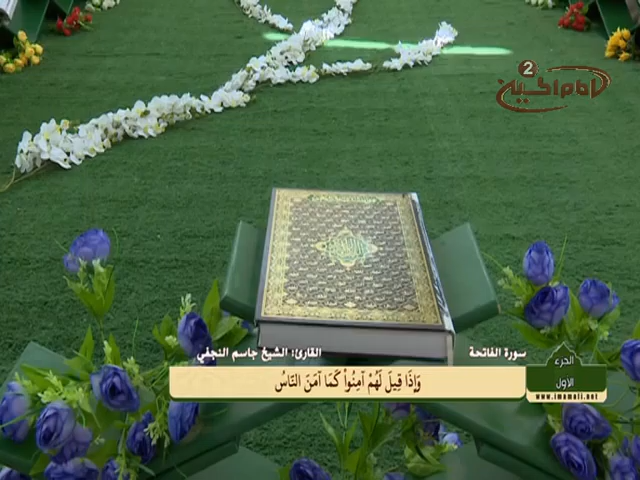 2
امام الحسين
سورة الفاتحة
القارئ: الشيخ جاسم النجفي
الجزء
الأول
وَإِذَا قِيلَ لَهُمْ آمِنُواْ كَمَا آمَنَ النَّاسُ
www.imamali.net